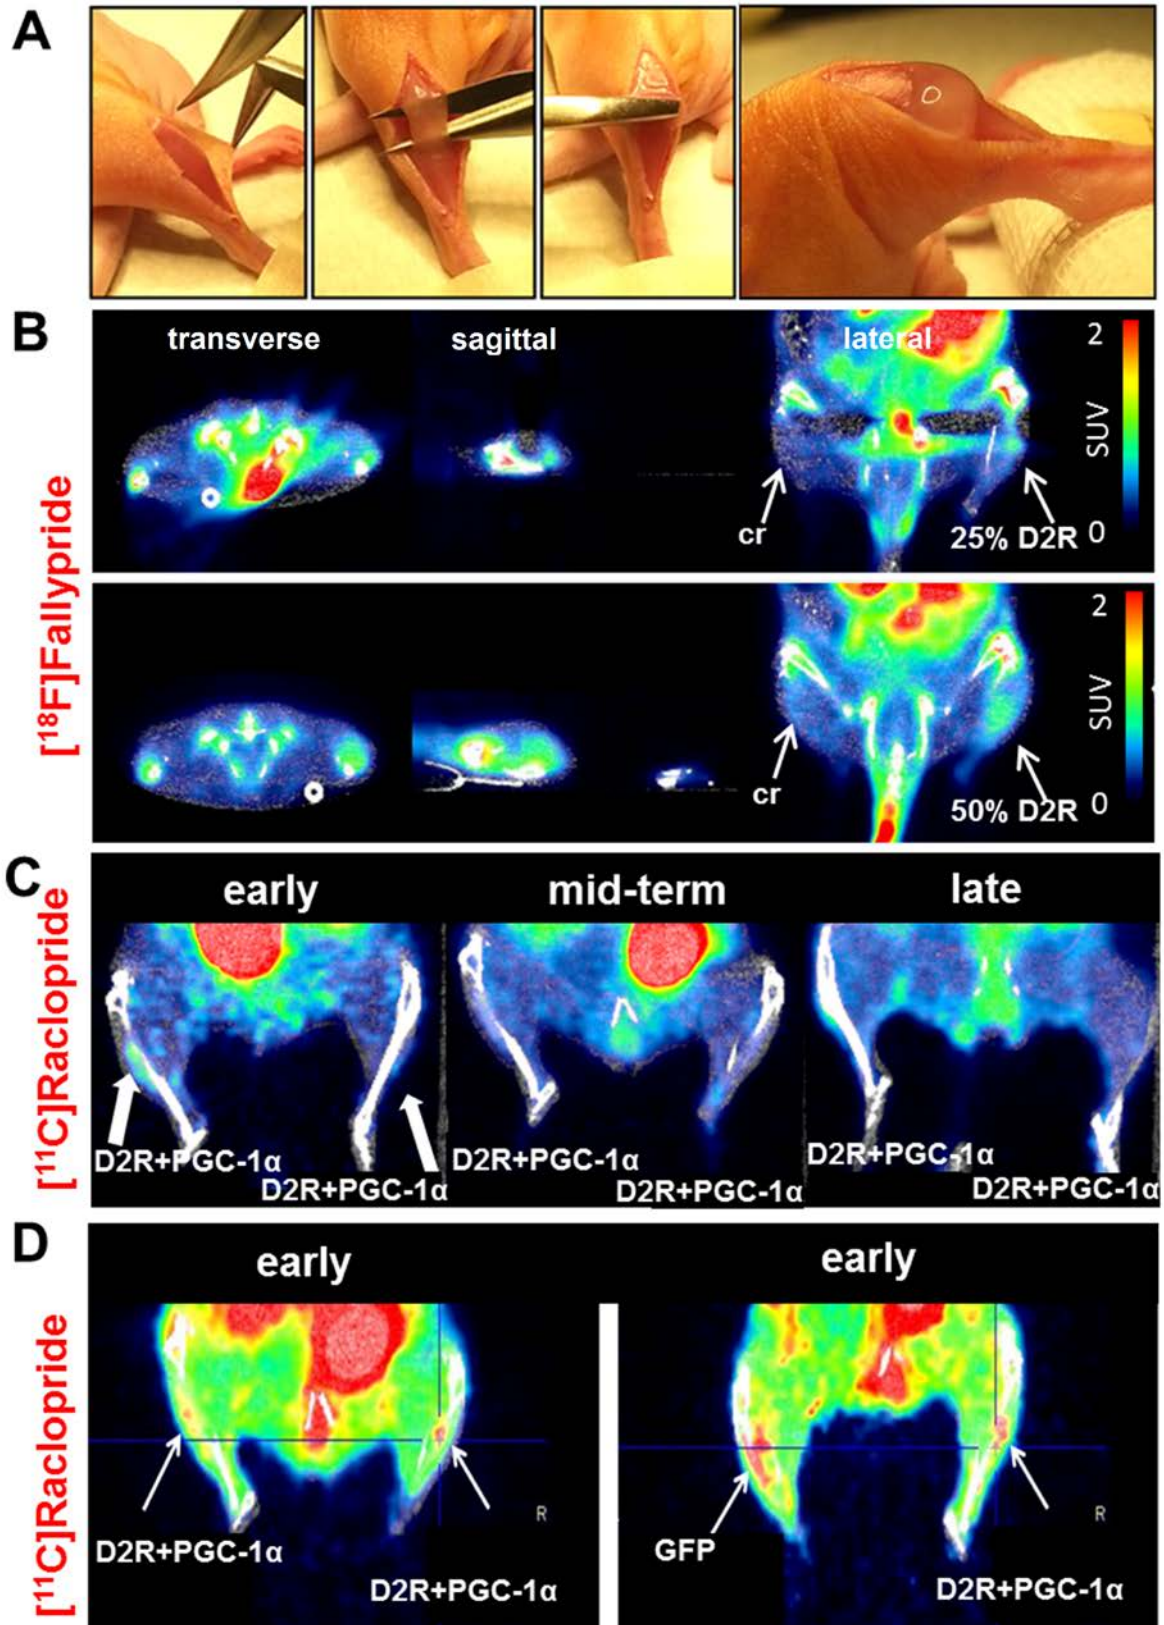 A
B
[¹⁸F]Fallypride
transverse
sagittal
lateral
2
SUV
0
cr
25% D2R
2
SUV
0
cr
50% D2R
C
[¹¹C]Raclopride
early
mid-term
late
D2R+PGC-1α
D2R+PGC-1α
D2R+PGC-1α
D2R+PGC-1α
D2R+PGC-1α
D2R+PGC-1α
D
[¹¹C]Raclopride
early
early
R
R
D2R+PGC-1α
D2R+PGC-1α
GFP
D2R+PGC-1α